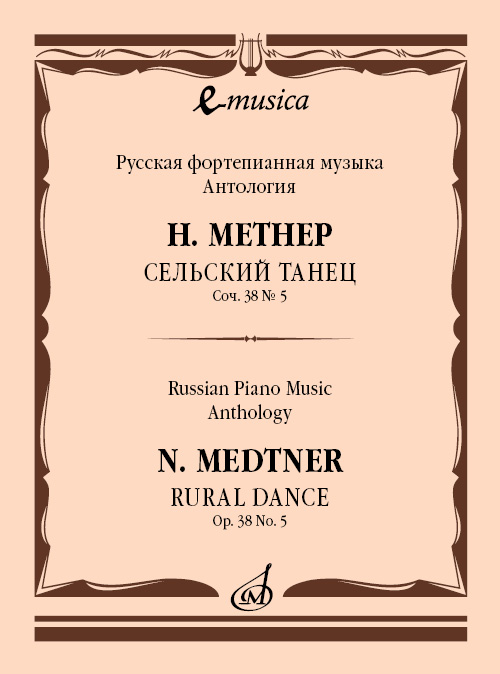 e-musica
Русская фортепианная музыка
Антология
Н. МЕТНЕР
СЕЛЬСКИЙ ТАНЕЦ
Соч. 38 № 5
Russian Piano Music
Anthology
N. MEDTNER
RURAL DANCE
Op. 38 No. 5